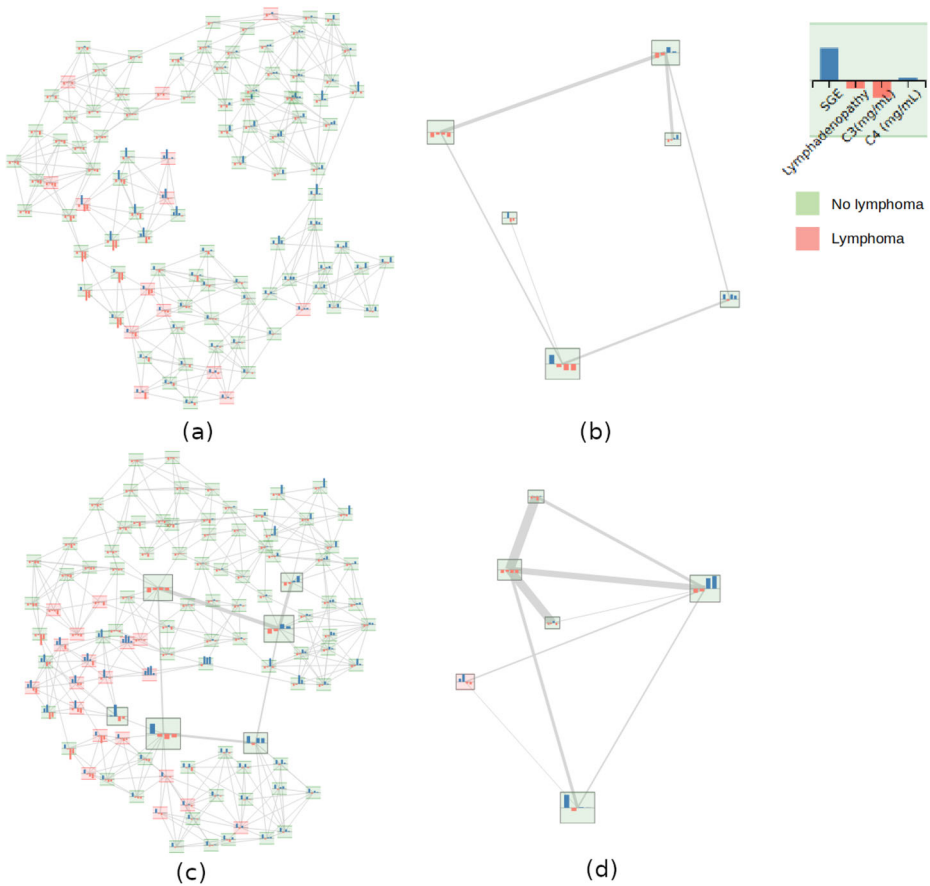 SGE
Lymphadenopathy
C3(mg/mL)
C4 (mg/mL)
No lymphoma
Lymphoma
(a)
(b)
(c)
(d)